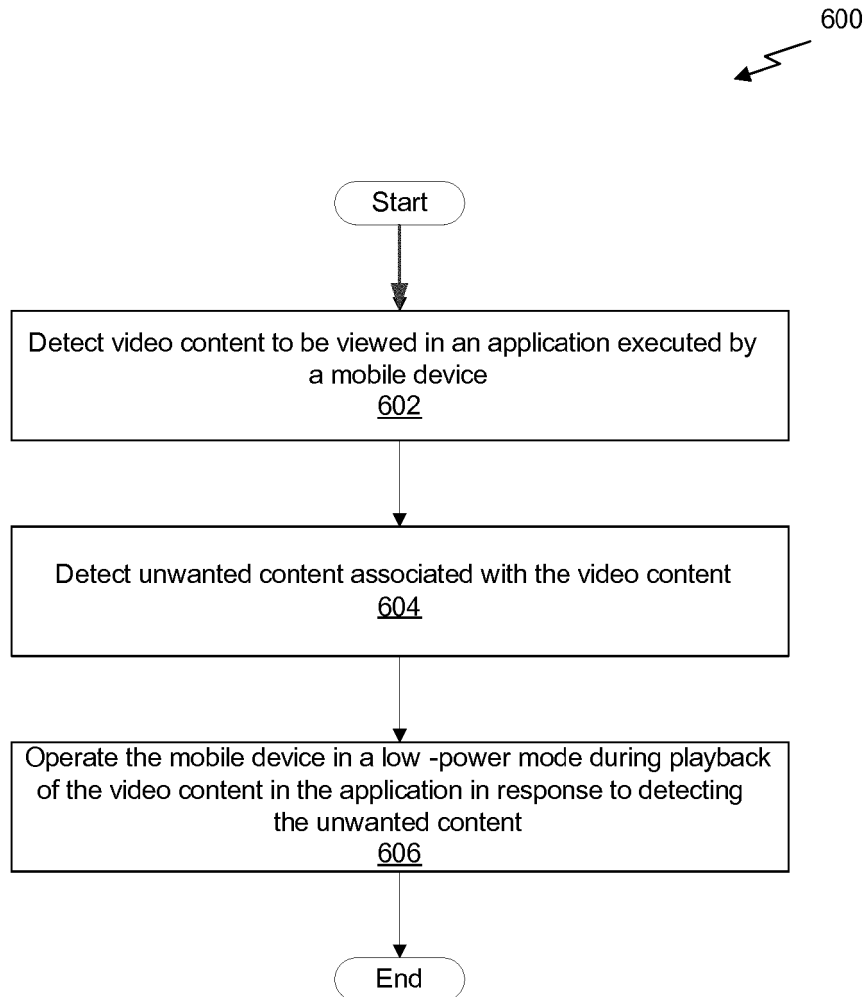 600
Start
Detect video content to be viewed in an application executed by
a mobile device
602
Detect unwanted content associated with the video content
604
Operate the mobile device in a low -power mode during playback
of the video content in the application in response to detecting
the unwanted content
606
End